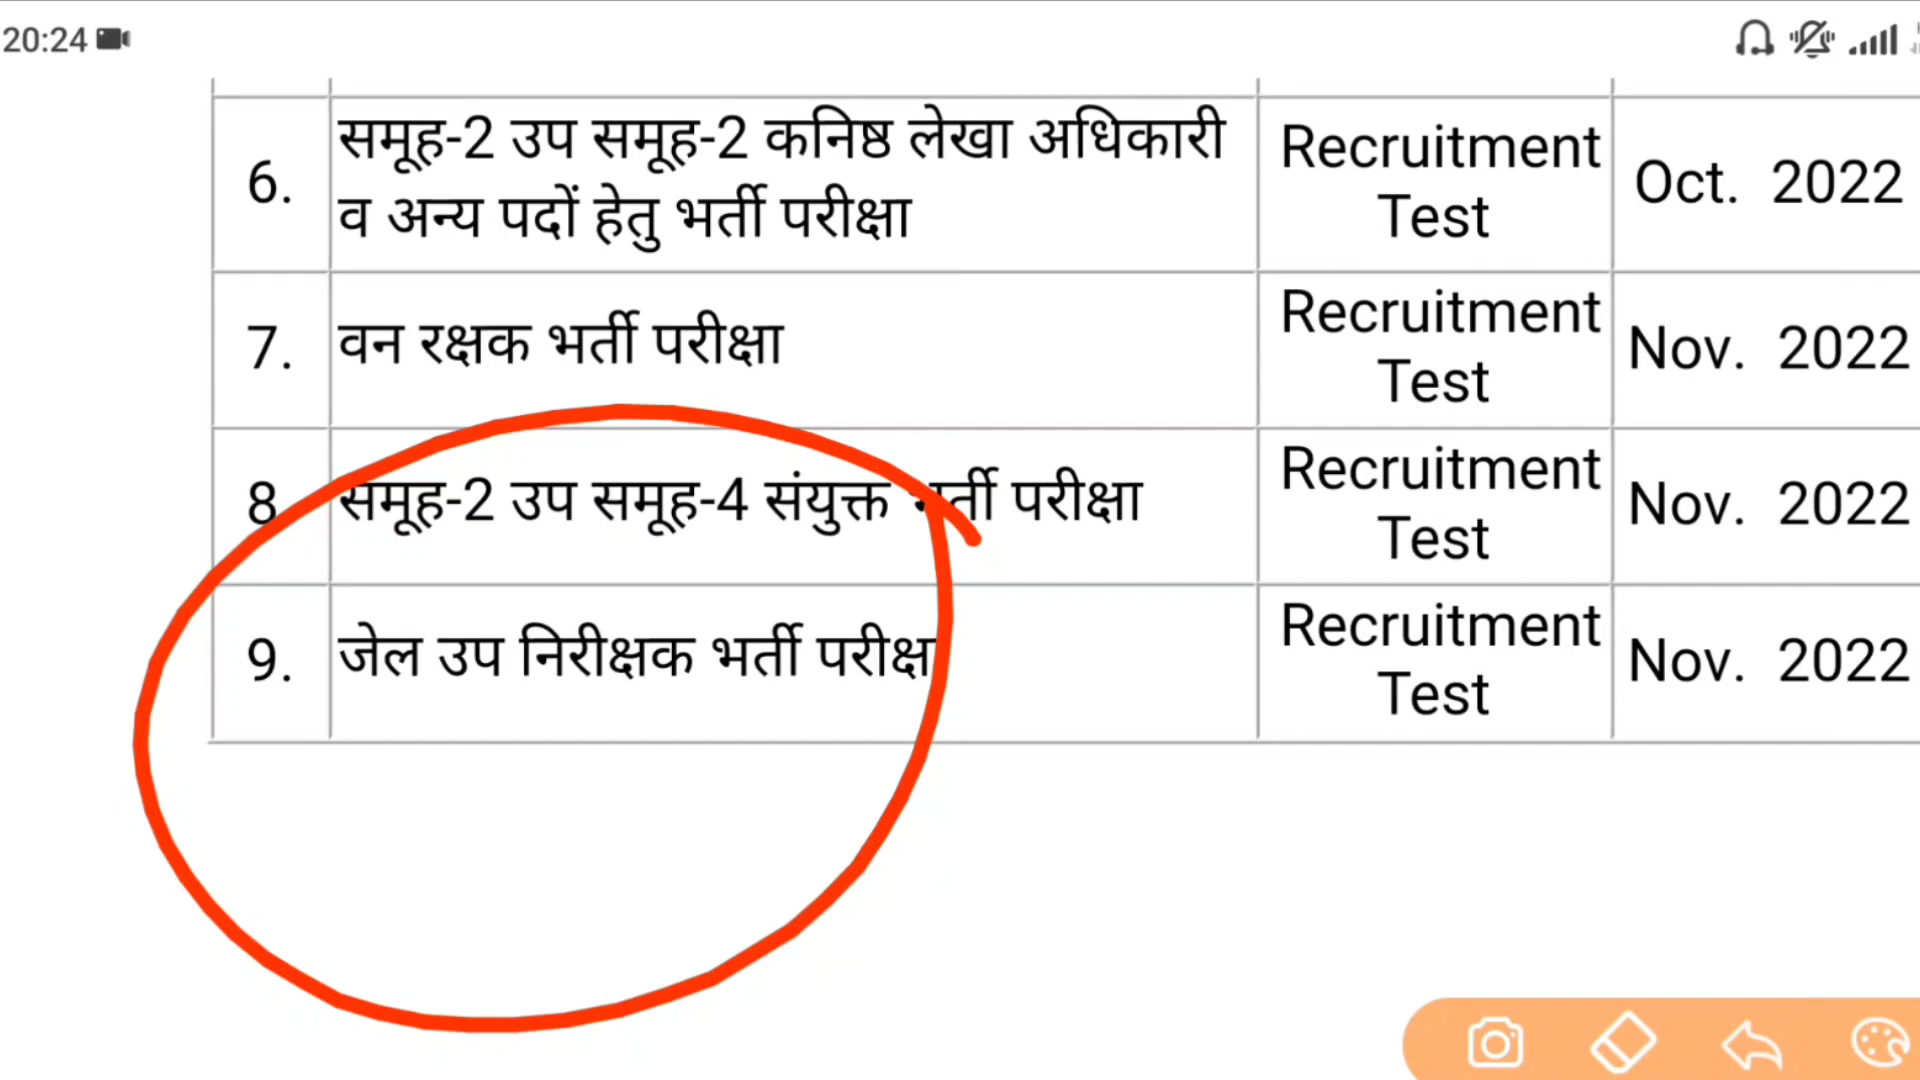 20:24
6. समूह-2 उप समूह-2 कनिष्ठ लेखा अधिकारी Recruitment Oct. 2022
व अन्य पदों हेतु भर्ती परीक्षा Test
7. वन रक्षक भर्ती परीक्षा Recruitment Test Nov. 2022
8 समूह-2 उप समूह-4 संयुक्त भर्ती परीक्षा Recruitment Test Nov. 2022
9. जेल उप निरीक्षक भर्ती परीक्षा Recruitment Test Nov. 2022